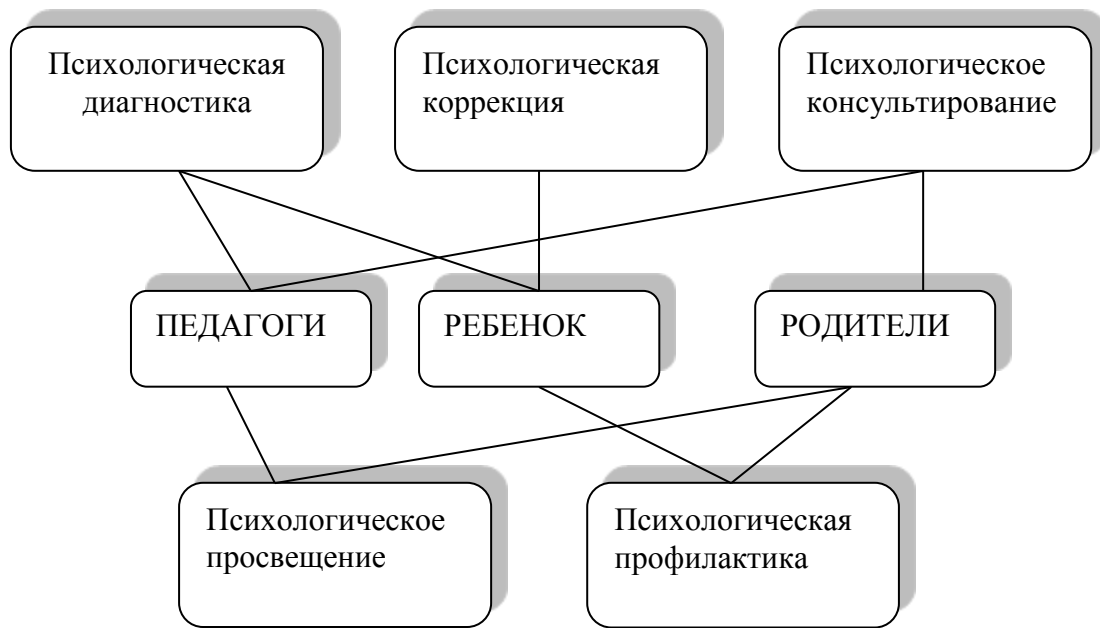 Психологическая
диагностика
Психологическая
коррекция
Психологическое
консультирование
ПЕДАГОГИ
РЕБЕНОК
РОДИТЕЛИ
Психологическое
просвещение
Психологическая
профилактика